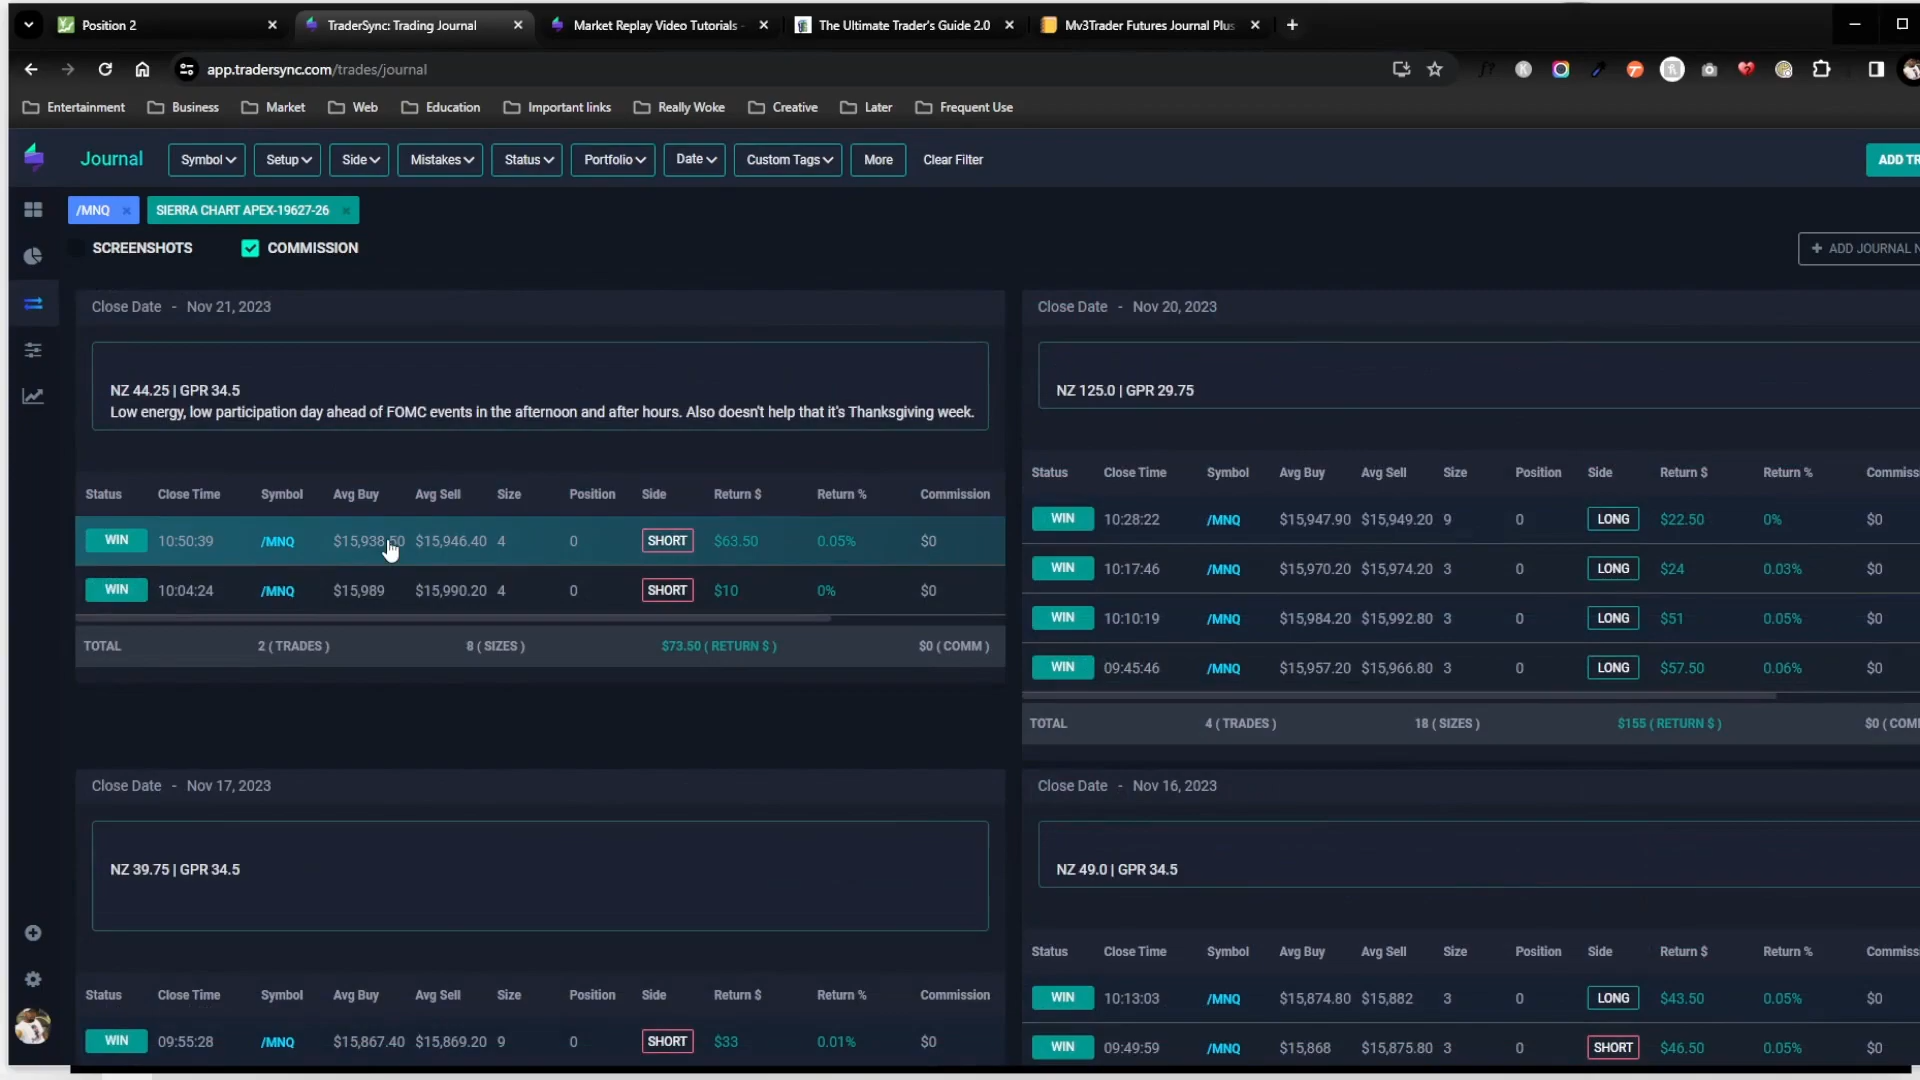 Position 2
TraderSync: Trading Journal
Market Replay Video Tutorials -
The Ultimate Trader's Guide 2.0
Mv3Trader Futures Journal Plus
app.tradersync.com/trades/journal
Entertainment
Business
Market
Web
Education
Important links
Really Woke
Creative
Later
Frequent Use
Journal
Symbol
Setup
Side
Mistakes
Status
Portfolio
Date
Custom Tags
More
Clear Filter
ADD TR
/MNQ ×
SIERRA CHART APEX-19627-26 ×
SCREENSHOTS
COMMISSION
+ ADD JOURNAL N
Close Date - Nov 21, 2023
NZ 44.25 | GPR 34.5
Low energy, low participation day ahead of FOMC events in the afternoon and after hours. Also doesn't help that it's Thanksgiving week.
Status Close Time Symbol Avg Buy Avg Sell Size Position Side Return $ Return % Commission
WIN 10:50:39 /MNQ $15,938.50 $15,946.40 4 0 SHORT $63.50 0.05% $0
WIN 10:04:24 /MNQ $15,989 $15,990.20 4 0 SHORT $10 0% $0
TOTAL 2 ( TRADES ) 8 ( SIZES ) $73.50 ( RETURN $ ) $0 ( COMM )
Close Date - Nov 20, 2023
NZ 125.0 | GPR 29.75
Status Close Time Symbol Avg Buy Avg Sell Size Position Side Return $ Return % Commiss
WIN 10:28:22 /MNQ $15,947.90 $15,949.20 9 0 LONG $22.50 0% $0
WIN 10:17:46 /MNQ $15,970.20 $15,974.20 3 0 LONG $24 0.03% $0
WIN 10:10:19 /MNQ $15,984.20 $15,992.80 3 0 LONG $51 0.05% $0
WIN 09:45:46 /MNQ $15,957.20 $15,966.80 3 0 LONG $57.50 0.06% $0
TOTAL 4 ( TRADES ) 18 ( SIZES ) $155 ( RETURN $ ) $0 ( COM
Close Date - Nov 17, 2023
NZ 39.75 | GPR 34.5
Status Close Time Symbol Avg Buy Avg Sell Size Position Side Return $ Return % Commission
WIN 09:55:28 /MNQ $15,867.40 $15,869.20 9 0 SHORT $33 0.01% $0
Close Date - Nov 16, 2023
NZ 49.0 | GPR 34.5
Status Close Time Symbol Avg Buy Avg Sell Size Position Side Return $ Return % Commiss
WIN 10:13:03 /MNQ $15,874.80 $15,882 3 0 LONG $43.50 0.05% $0
WIN 09:49:59 /MNQ $15,868 $15,875.80 3 0 SHORT $46.50 0.05% $0